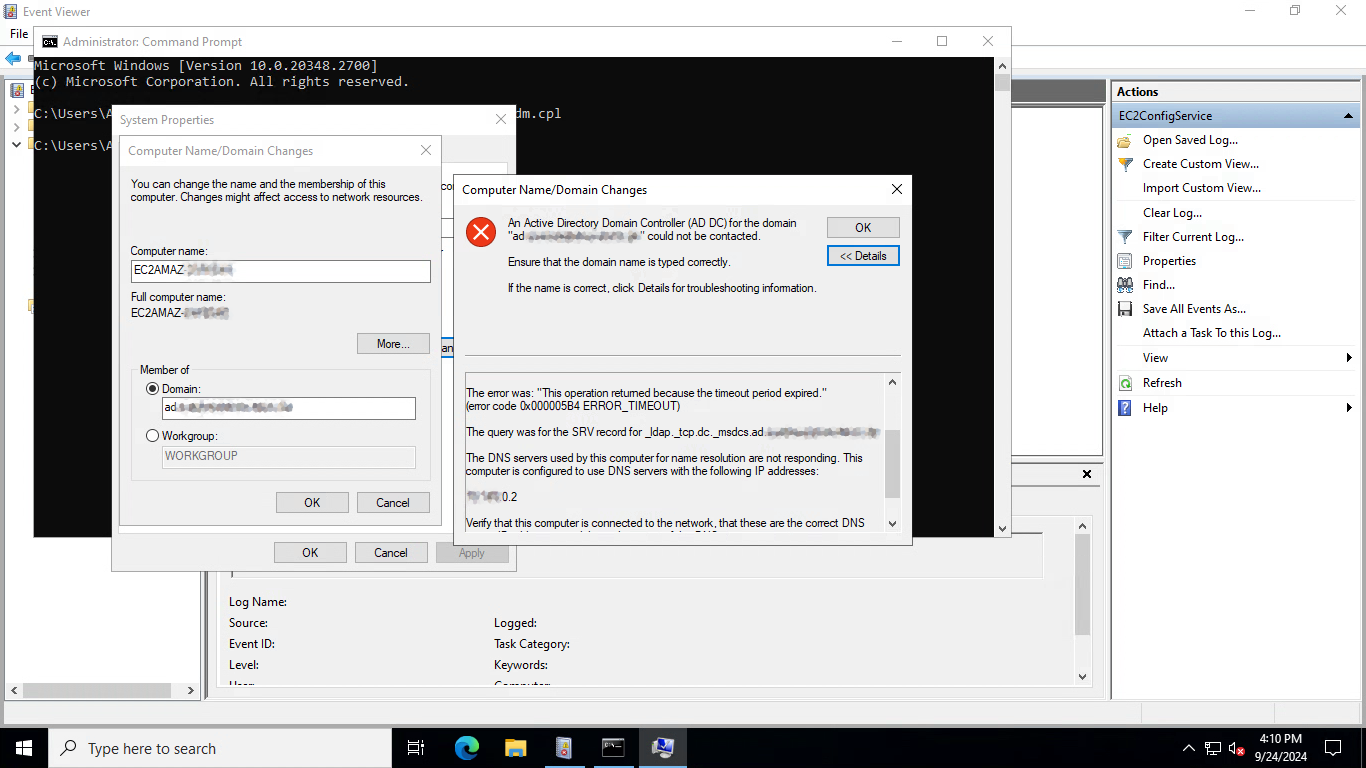 Event Viewer
File
Administrator: Command Prompt
Microsoft Windows [Version 10.0.20348.2700]
(c) Microsoft Corporation. All rights reserved.
C:\Users\A
dm.cpl
C:\Users\A
System Properties
Computer Name/Domain Changes
You can change the name and the membership of this
computer. Changes might affect access to network resources.
Computer name:
EC2AMAZ-
Full computer name:
EC2AMAZ-
More...
Member of
Domain:
ad.
Workgroup:
WORKGROUP
OK
Cancel
OK
Cancel
Apply
Computer Name/Domain Changes
An Active Directory Domain Controller (AD DC) for the domain
"ad " could not be contacted.
Ensure that the domain name is typed correctly.
If the name is correct, click Details for troubleshooting information.
OK
<< Details
The error was: "This operation returned because the timeout period expired."
(error code 0x000005B4 ERROR_TIMEOUT)
The query was for the SRV record for _ldap._tcp.dc._msdcs.ad.
The DNS servers used by this computer for name resolution are not responding. This
computer is configured to use DNS servers with the following IP addresses:
0.2
Verify that this computer is connected to the network, that these are the correct DNS
Log Name:
Source:
Logged:
Event ID:
Task Category:
Level:
Keywords:
Actions
EC2ConfigService
Open Saved Log...
Create Custom View...
Import Custom View...
Clear Log...
Filter Current Log...
Properties
Find...
Save All Events As...
Attach a Task To this Log...
View
Refresh
Help
Type here to search
4:10 PM
9/24/2024